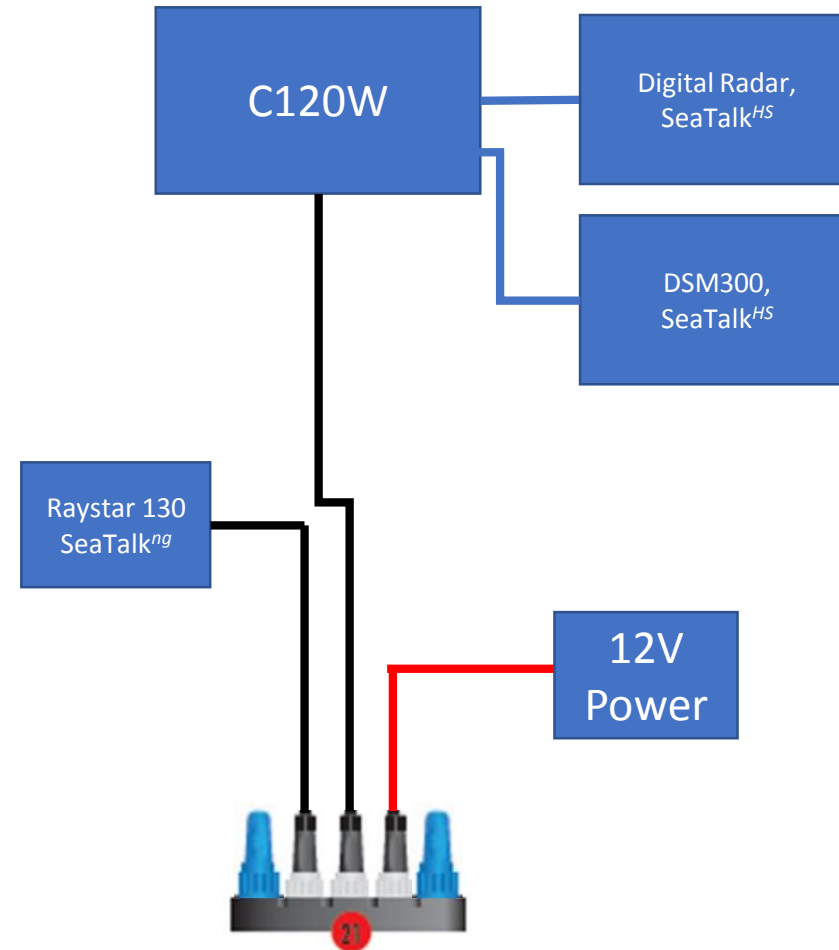 C120W
Digital Radar,
SeaTalkHS
DSM300,
SeaTalkHS
Raystar 130
SeaTalkng
12V
Power
21